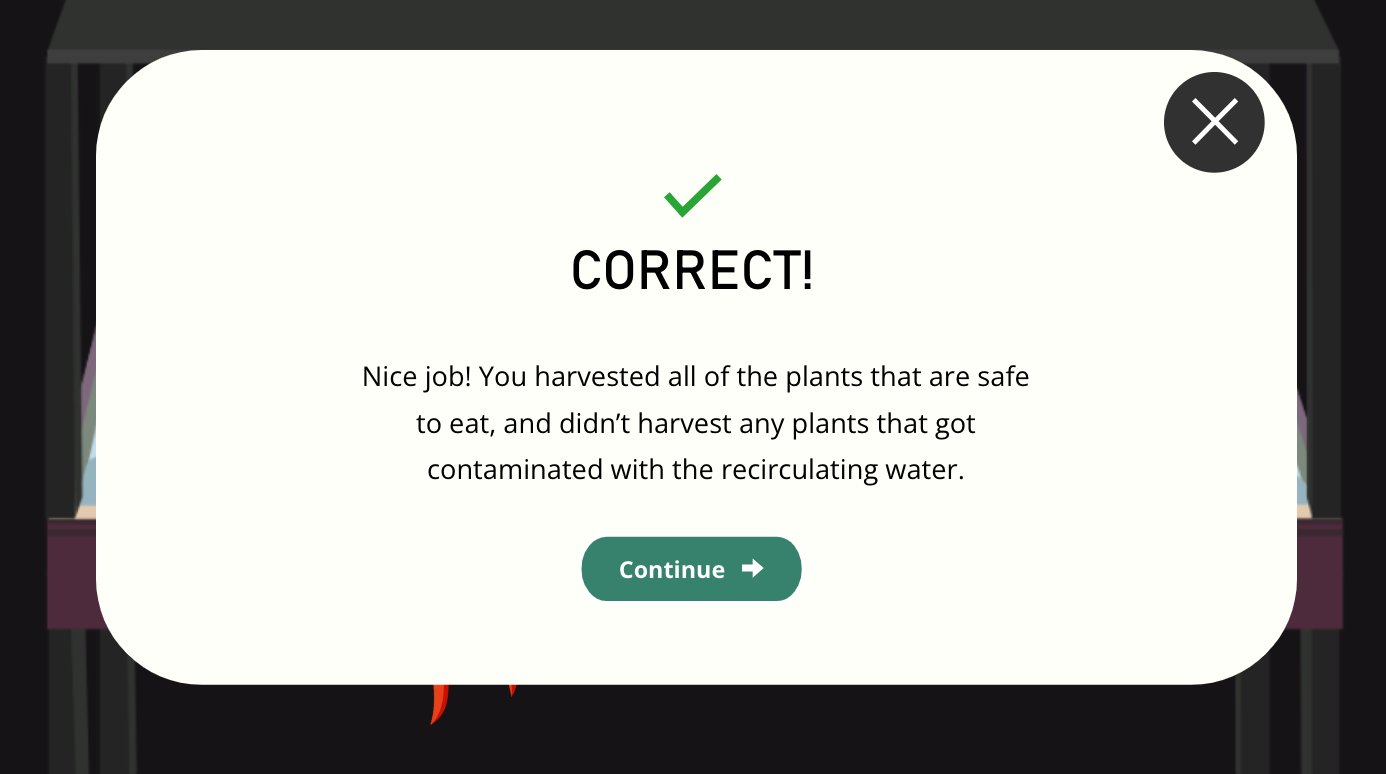 CORRECT!
Nice job! You harvested all of the plants that are safe
to eat, and didn’t harvest any plants that got
contaminated with the recirculating water.
Continue